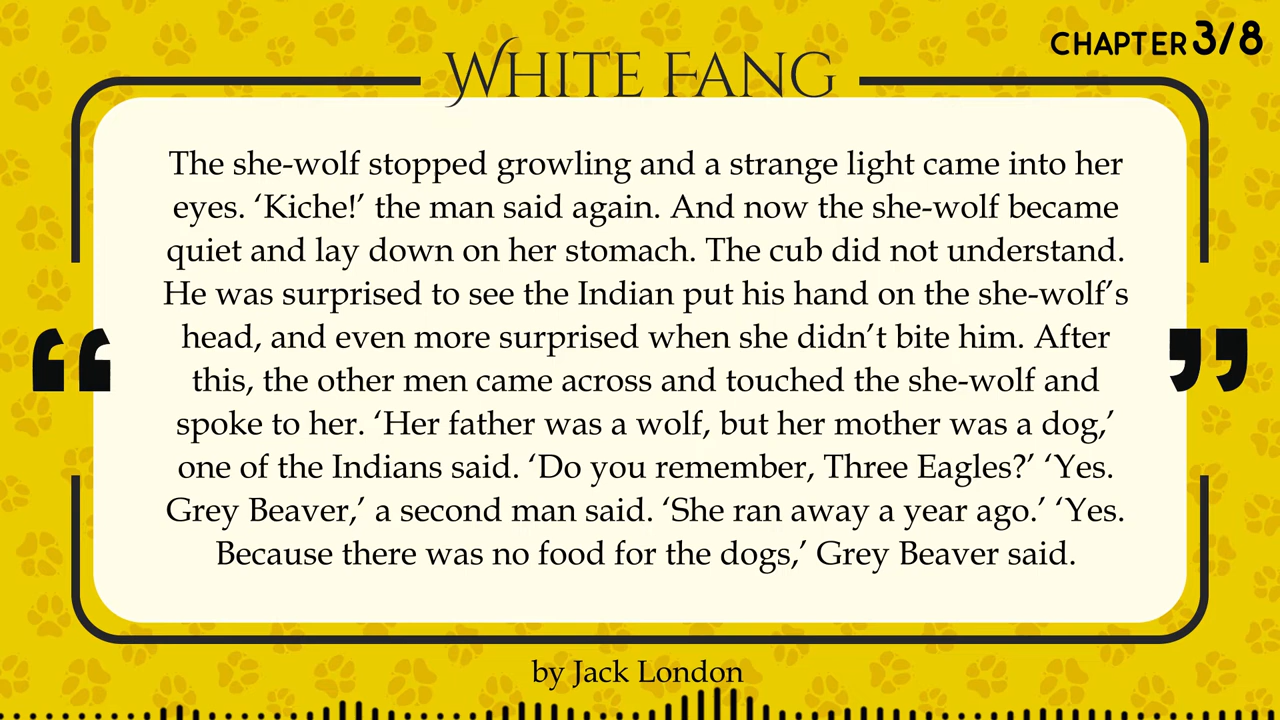 CHAPTER 3/8
WHITE FANG
The she-wolf stopped growling and a strange light came into her
eyes. ‘Kiche!’ the man said again. And now the she-wolf became
quiet and lay down on her stomach. The cub did not understand.
He was surprised to see the Indian put his hand on the she-wolf’s
head, and even more surprised when she didn’t bite him. After
this, the other men came across and touched the she-wolf and
spoke to her. ‘Her father was a wolf, but her mother was a dog,’
one of the Indians said. ‘Do you remember, Three Eagles?’ ‘Yes.
Grey Beaver,’ a second man said. ‘She ran away a year ago.’ ‘Yes.
Because there was no food for the dogs,’ Grey Beaver said.
“ ”
by Jack London